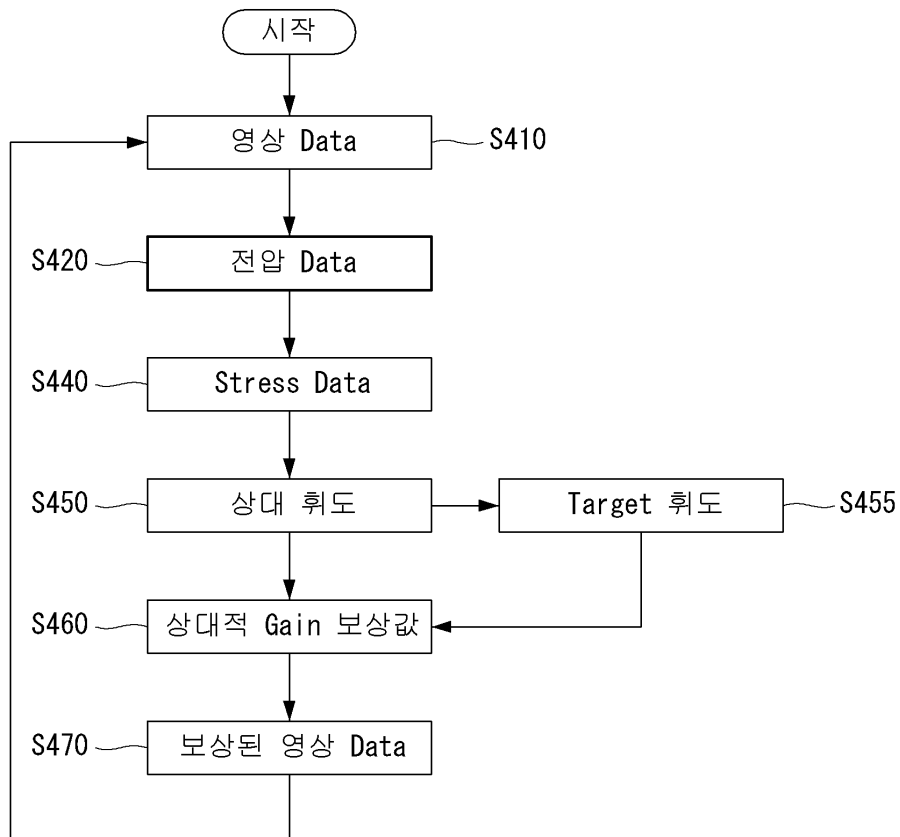 시작
영상 Data
S410
S420
전압 Data
S440
Stress Data
S450
상대 휘도
Target 휘도
S455
S460
상대적 Gain 보상값
S470
보상된 영상 Data